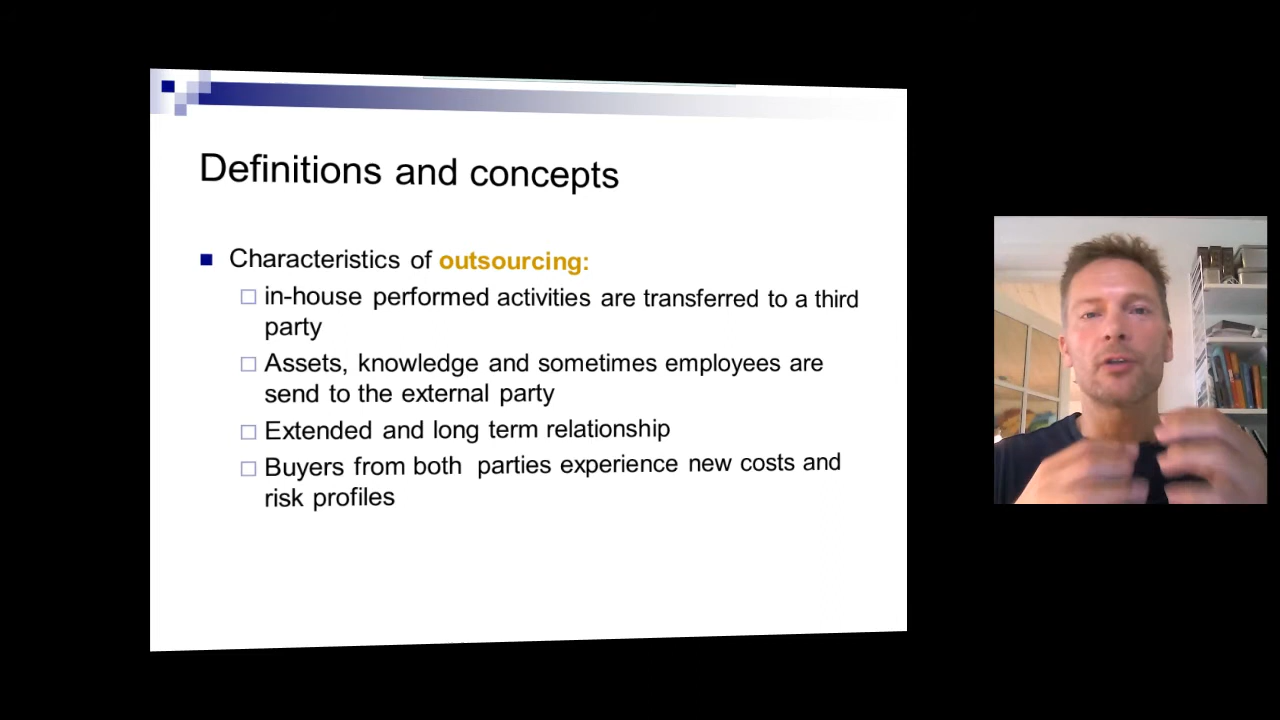 Definitions and concepts
Characteristics of outsourcing:
in-house performed activities are transferred to a third
party
Assets, knowledge and sometimes employees are
send to the external party
Extended and long term relationship
Buyers from both parties experience new costs and
risk profiles